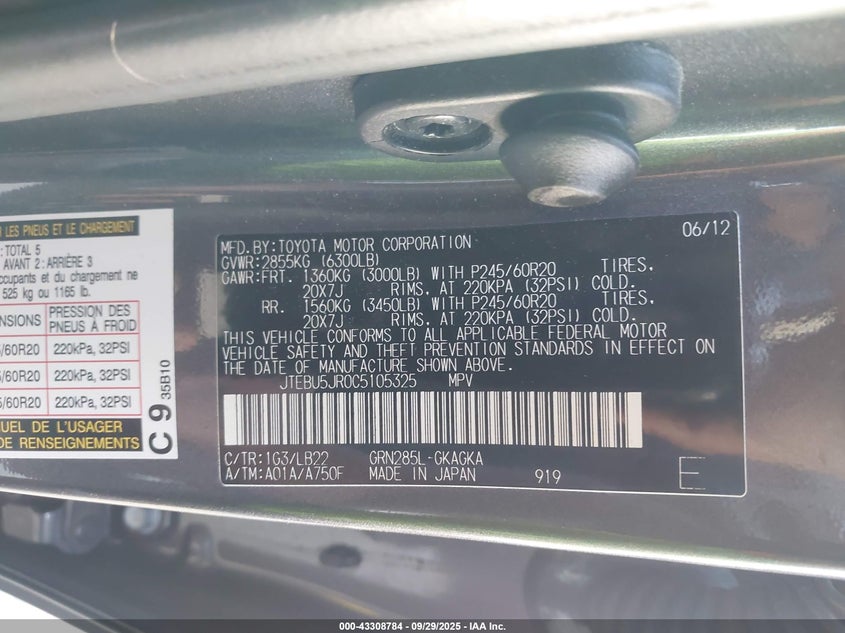 R LES PNEUS ET LE CHARGEMENT
: TOTAL 5
AVANT 2 : ARRIÈRE 3
ccupants et du chargement ne
525 kg ou 1165 lb.
ENSIONS PRESSION DES PNEUS À FROID
5/60R20 220kPa, 32PSI
5/60R20 220kPa, 32PSI
5/60R20 220kPa, 32PSI
UEL DE L'USAGER
DE RENSEIGNEMENTS
C 9 35B10
06/12
MFD.BY:TOYOTA MOTOR CORPORATION
GVWR:2855KG (6300LB)
GAWR:FRT. 1360KG (3000LB) WITH P245/60R20 TIRES.
20X7J RIMS. AT 220KPA (32PSI) COLD.
RR. 1560KG (3450LB) WITH P245/60R20 TIRES.
20X7J RIMS. AT 220KPA (32PSI) COLD.
THIS VEHICLE CONFORMS TO ALL APPLICABLE FEDERAL MOTOR
VEHICLE SAFETY AND THEFT PREVENTION STANDARDS IN EFFECT ON
THE DATE OF MANUFACTURE SHOWN ABOVE.
JTEBU5JR0C5105325 MPV
C/TR:1G3/LB22 GRN285L-GKAGKA
A/TM:A01A/A750F MADE IN JAPAN 919 E
000-43308784 - 09/29/2025 - IAA Inc.